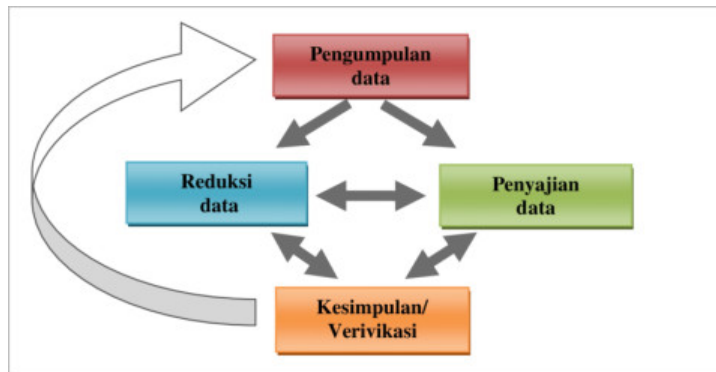 Pengumpulan
data
Reduksi
data
Penyajian
data
Kesimpulan/
Verivikasi